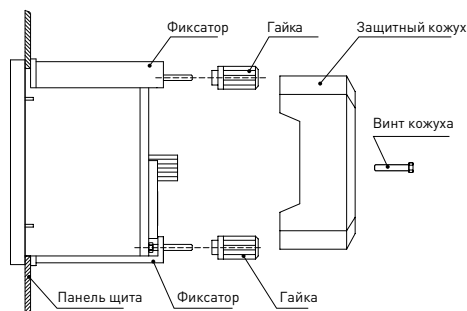 Фиксатор
Гайка
Защитный кожух
Винт кожуха
Панель щита
Фиксатор
Гайка